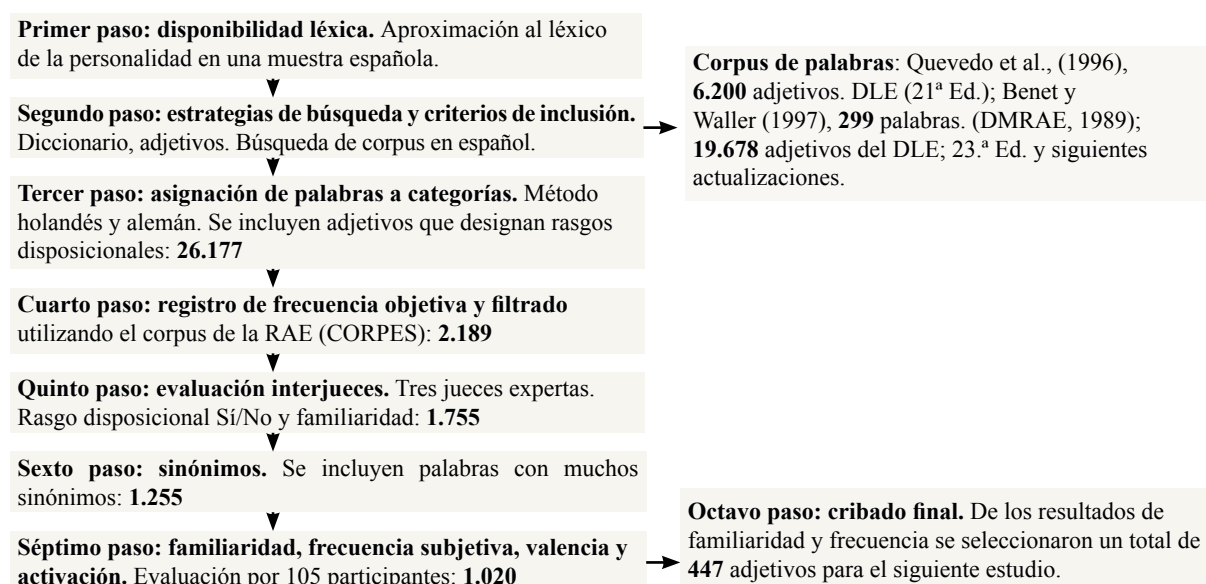 Primer paso: disponibilidad léxica. Aproximación al léxico
de la personalidad en una muestra española.
Segundo paso: estrategias de búsqueda y criterios de inclusión.
Diccionario, adjetivos. Búsqueda de corpus en español.
Corpus de palabras: Quevedo et al., (1996),
6.200 adjetivos. DLE (21ª Ed.); Benet y
Waller (1997), 299 palabras. (DMRAE, 1989);
19.678 adjetivos del DLE; 23.ª Ed. y siguientes
actualizaciones.
Tercer paso: asignación de palabras a categorías. Método
holandés y alemán. Se incluyen adjetivos que designan rasgos
disposicionales: 26.177
Cuarto paso: registro de frecuencia objetiva y filtrado
utilizando el corpus de la RAE (CORPES): 2.189
Quinto paso: evaluación interjueces. Tres jueces expertas.
Rasgo disposicional Sí/No y familiaridad: 1.755
Sexto paso: sinónimos. Se incluyen palabras con muchos
sinónimos: 1.255
Séptimo paso: familiaridad, frecuencia subjetiva, valencia y
activación. Evaluación por 105 participantes: 1.020
Octavo paso: cribado final. De los resultados de
familiaridad y frecuencia se seleccionaron un total de
447 adjetivos para el siguiente estudio.